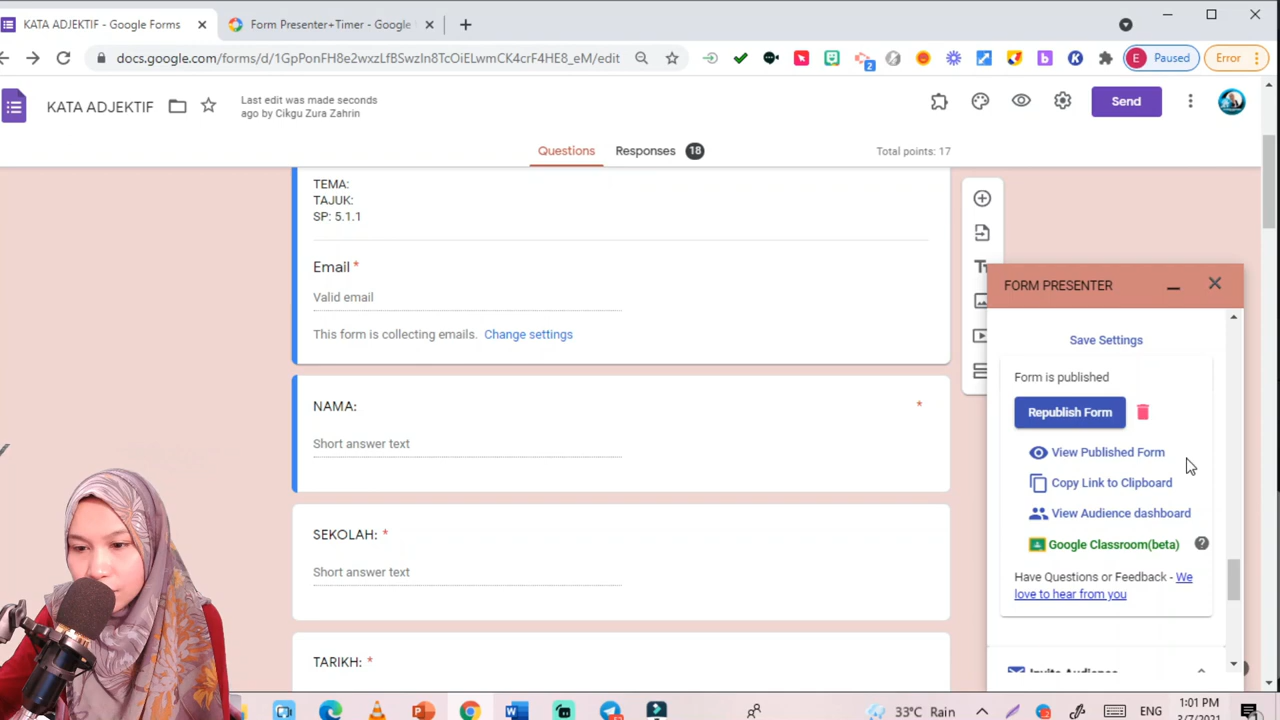 KATA ADJEKTIF - Google Forms
Form Presenter+Timer - Google
docs.google.com/forms/d/1GpPorFH8e2wxzLfBSwzIn8TcOiELwmCK4crF4HE8_eM/edit
2
E Paused
Error
KATA ADJEKTIF
Last edit was made seconds
ago by Cikgu Zura Zahrin
Send
Questions
Responses 18
Total points: 17
TEMA:
TAJUK:
SP: 5.1.1
Email *
Valid email
This form is collecting emails. Change settings
NAMA: *
Short answer text
SEKOLAH: *
Short answer text
TARIKH: *
FORM PRESENTER
Save Settings
Form is published
Republish Form
View Published Form
Copy Link to Clipboard
View Audience dashboard
Google Classroom(beta)
Have Questions or Feedback - We
love to hear from you
Invite Audience
33°C Rain
ENG
1:01 PM